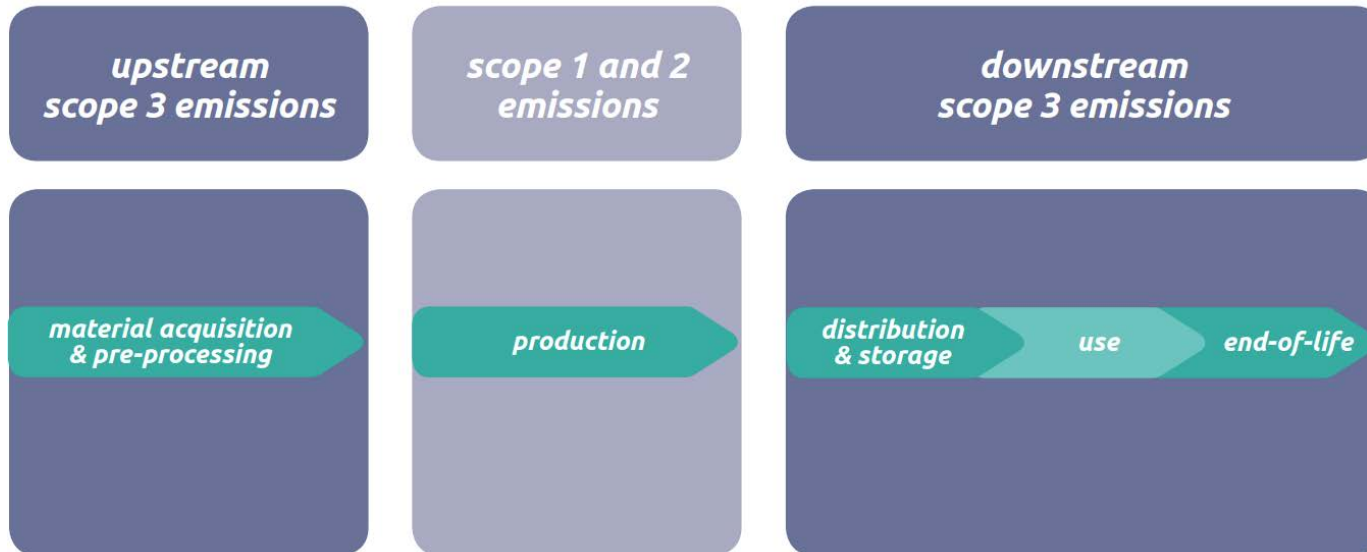 upstream
scope 3 emissions
scope 1 and 2
emissions
downstream
scope 3 emissions
material acquisition
& pre-processing
production
distribution
& storage
use
end-of-life